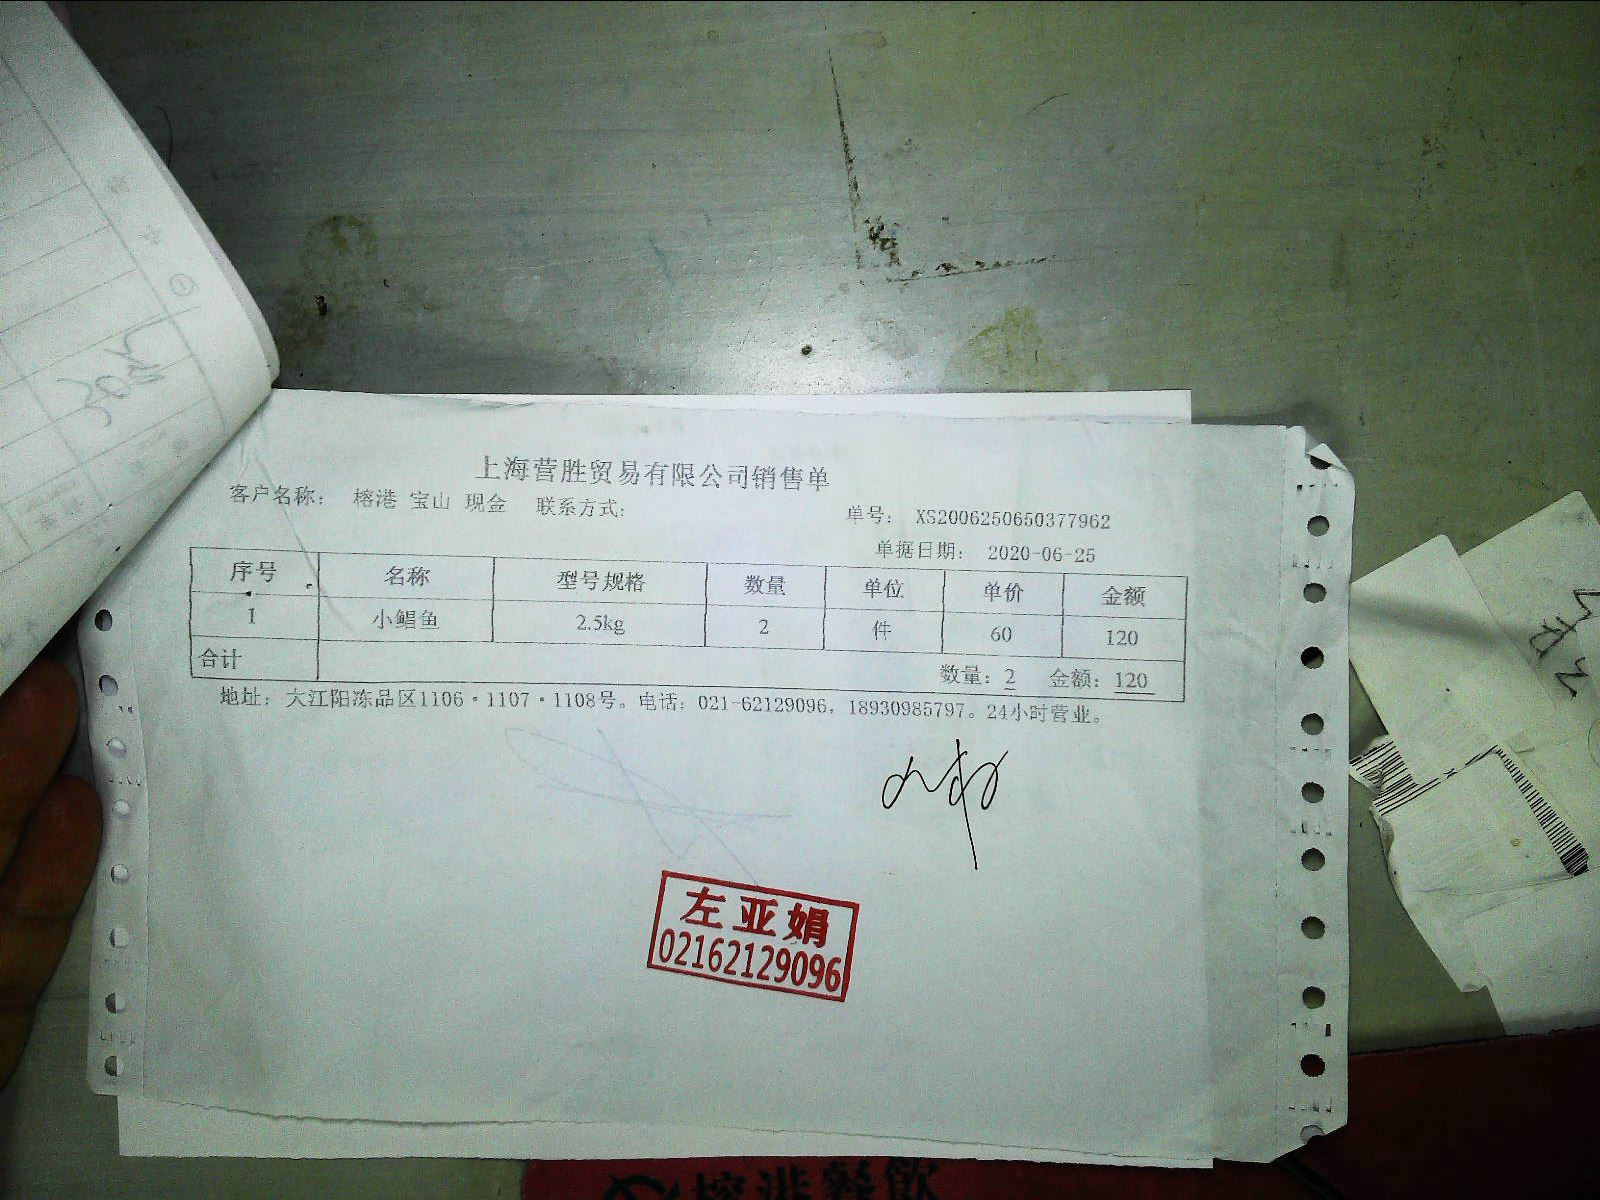 上海营胜贸易有限公司销售单
客户名称： 榕港 宝山 现金 联系方式：
单号： XS2006250650377962
单据日期： 2020-06-25
序号 名称 型号规格 数量 单位 单价 金额
1 小鲳鱼 2.5kg 2 件 60 120
合计 数量：2 金额：120
地址：大江阳冻品区1106·1107·1108号。电话：021-62129096，18930985797。24小时营业。
左亚娟
02162129096
榕港餐飲